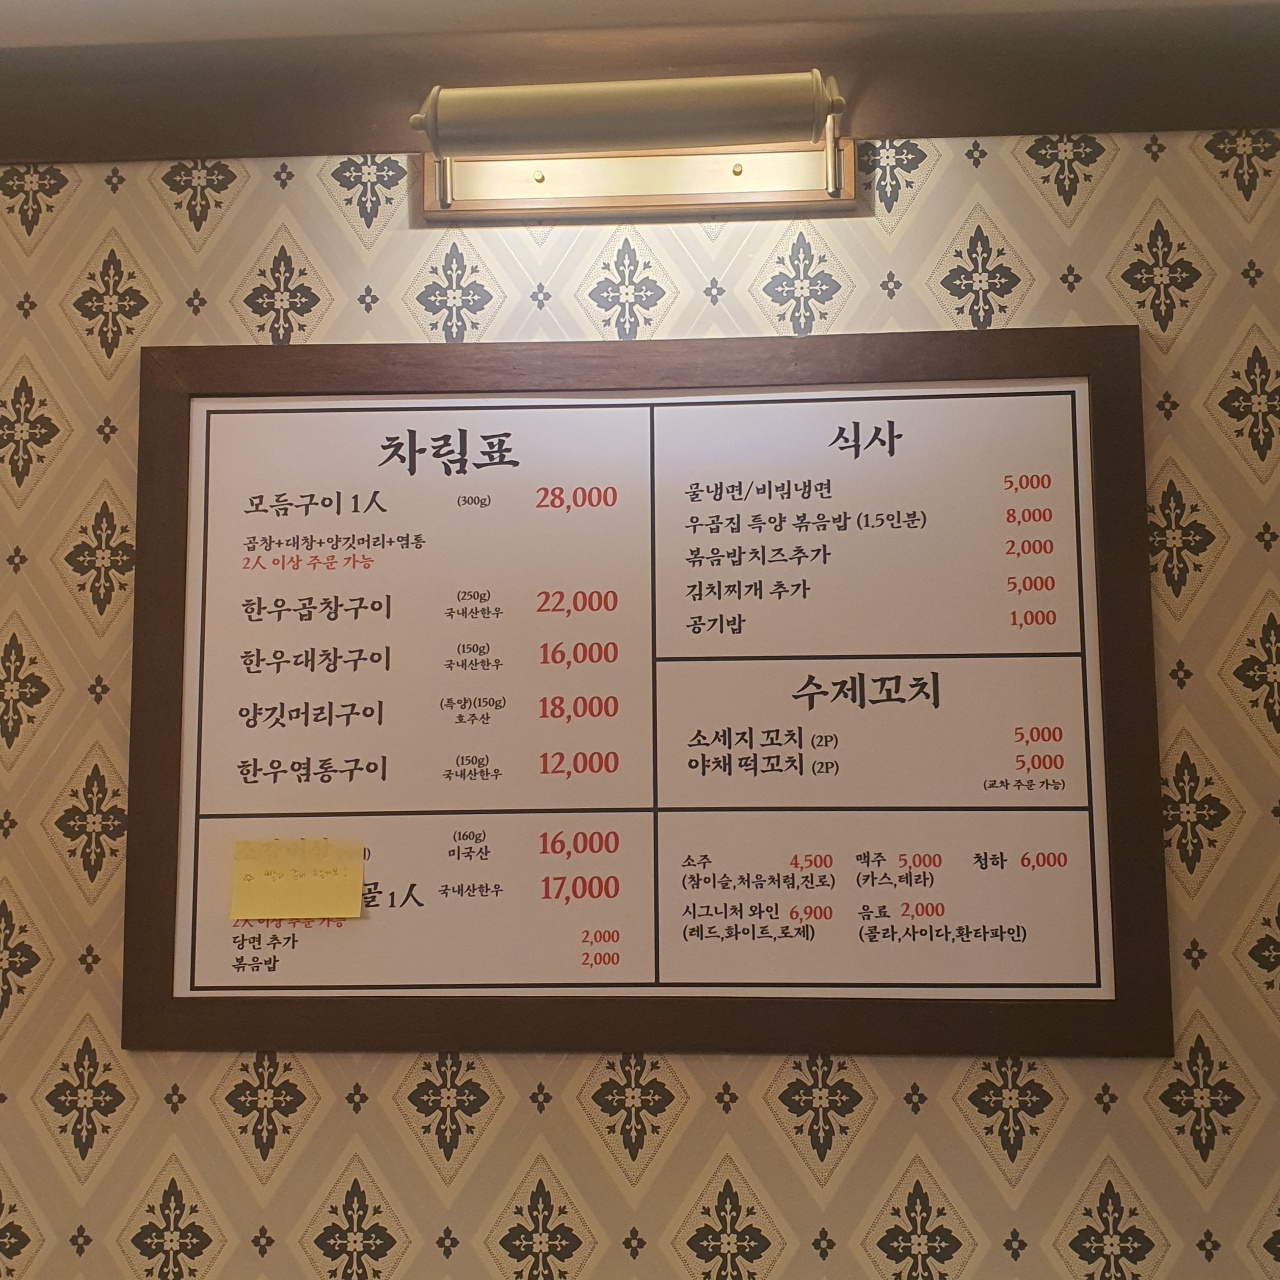 차림표
모듬구이 1人 (300g) 28,000
곱창+대창+양깃머리+염통
2人 이상 주문 가능
한우곱창구이 (250g) 국내산한우 22,000
한우대창구이 (150g) 국내산한우 16,000
양깃머리구이 (특양)(150g) 호주산 18,000
한우염통구이 (150g) 국내산한우 12,000
(160g) 미국산 16,000
골 1人 국내산한우 17,000
2人 이상 주문 가능
당면 추가 2,000
볶음밥 2,000
식사
물냉면/비빔냉면 5,000
우곱집 특양 볶음밥 (1.5인분) 8,000
볶음밥치즈추가 2,000
김치찌개 추가 5,000
공기밥 1,000
수제꼬치
소세지 꼬치 (2P) 5,000
야채 떡꼬치 (2P) 5,000
(교차 주문 가능)
소주 4,500 맥주 5,000 청하 6,000
(참이슬,처음처럼,진로) (카스,테라)
시그니처 와인 6,900 음료 2,000
(레드,화이트,로제) (콜라,사이다,환타파인)